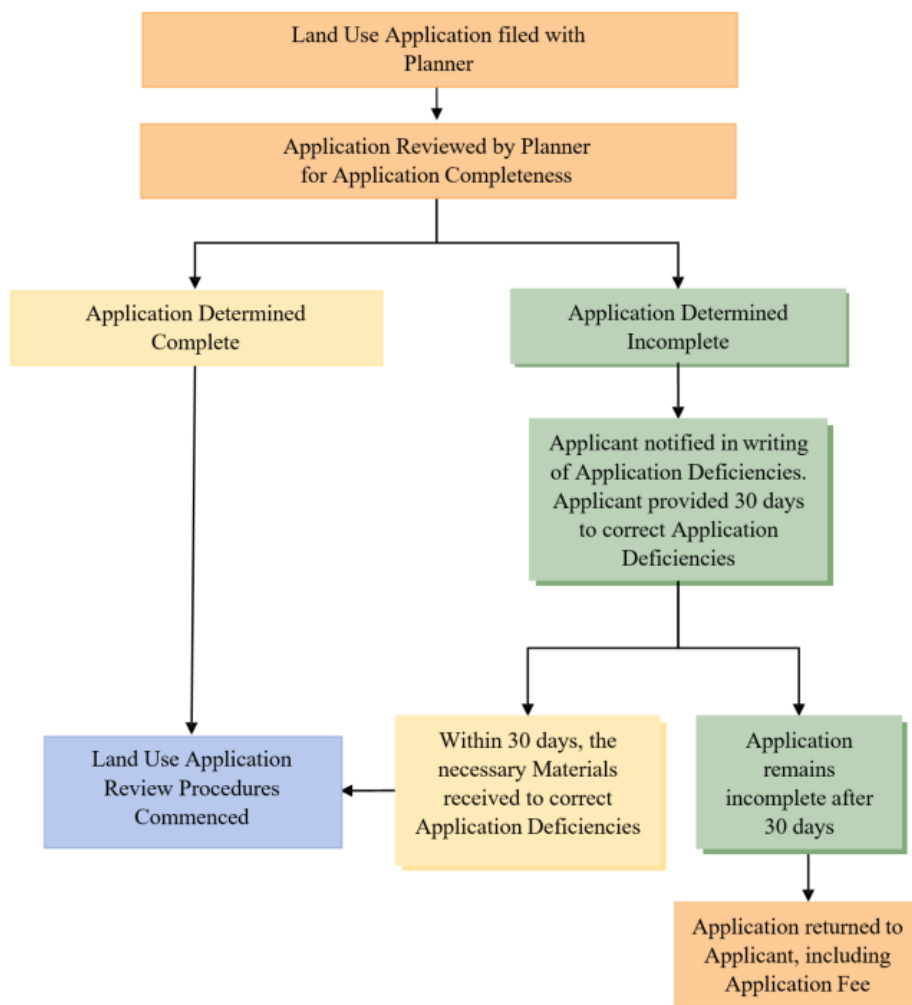 Land Use Application filed with
Planner
Application Reviewed by Planner
for Application Completeness
Application Determined
Complete
Application Determined
Incomplete
Applicant notified in writing
of Application Deficiencies.
Applicant provided 30 days
to correct Application
Deficiencies
Land Use Application
Review Procedures
Commenced
Within 30 days, the
necessary Materials
received to correct
Application Deficiencies
Application
remains
incomplete after
30 days
Application returned to
Applicant, including
Application Fee